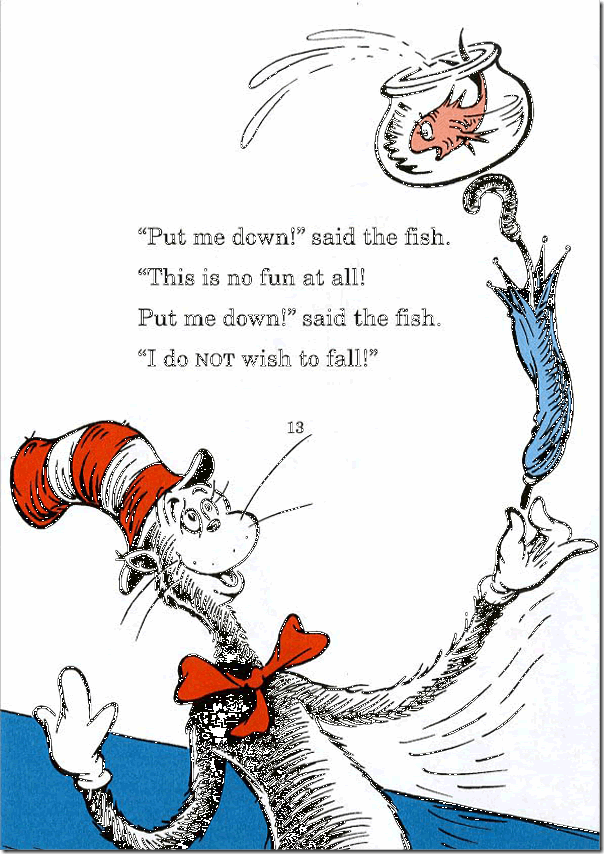 “Put me down!” said the fish.
“This is no fun at all!
Put me down!” said the fish.
“I do NOT wish to fall!”
13